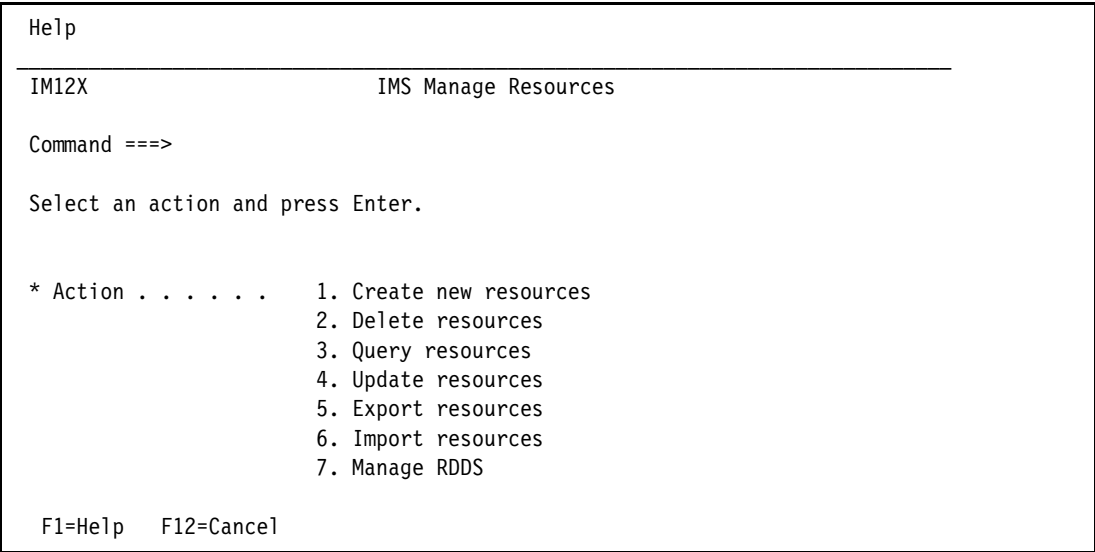 Help
IM12X IMS Manage Resources
Command ===>
Select an action and press Enter.
* Action . . . . . . 1. Create new resources
2. Delete resources
3. Query resources
4. Update resources
5. Export resources
6. Import resources
7. Manage RDDS
F1=Help F12=Cancel